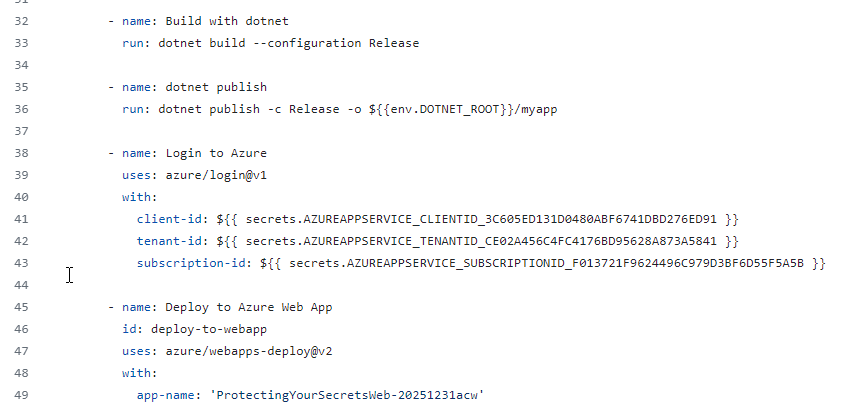 32 - name: Build with dotnet
33 run: dotnet build --configuration Release
34
35 - name: dotnet publish
36 run: dotnet publish -c Release -o ${{env.DOTNET_ROOT}}/myapp
37
38 - name: Login to Azure
39 uses: azure/login@v1
40 with:
41 client-id: ${{ secrets.AZUREAPPSERVICE_CLIENTID_3C605ED131D0480ABF6741DBD276ED91 }}
42 tenant-id: ${{ secrets.AZUREAPPSERVICE_TENANTID_CE02A456C4FC4176BD95628A873A5841 }}
43 subscription-id: ${{ secrets.AZUREAPPSERVICE_SUBSCRIPTIONID_F013721F9624496C979D3BF6D55F5A5B }}
44
45 - name: Deploy to Azure Web App
46 id: deploy-to-webapp
47 uses: azure/webapps-deploy@v2
48 with:
49 app-name: 'ProtectingYourSecretsWeb-20251231acw'